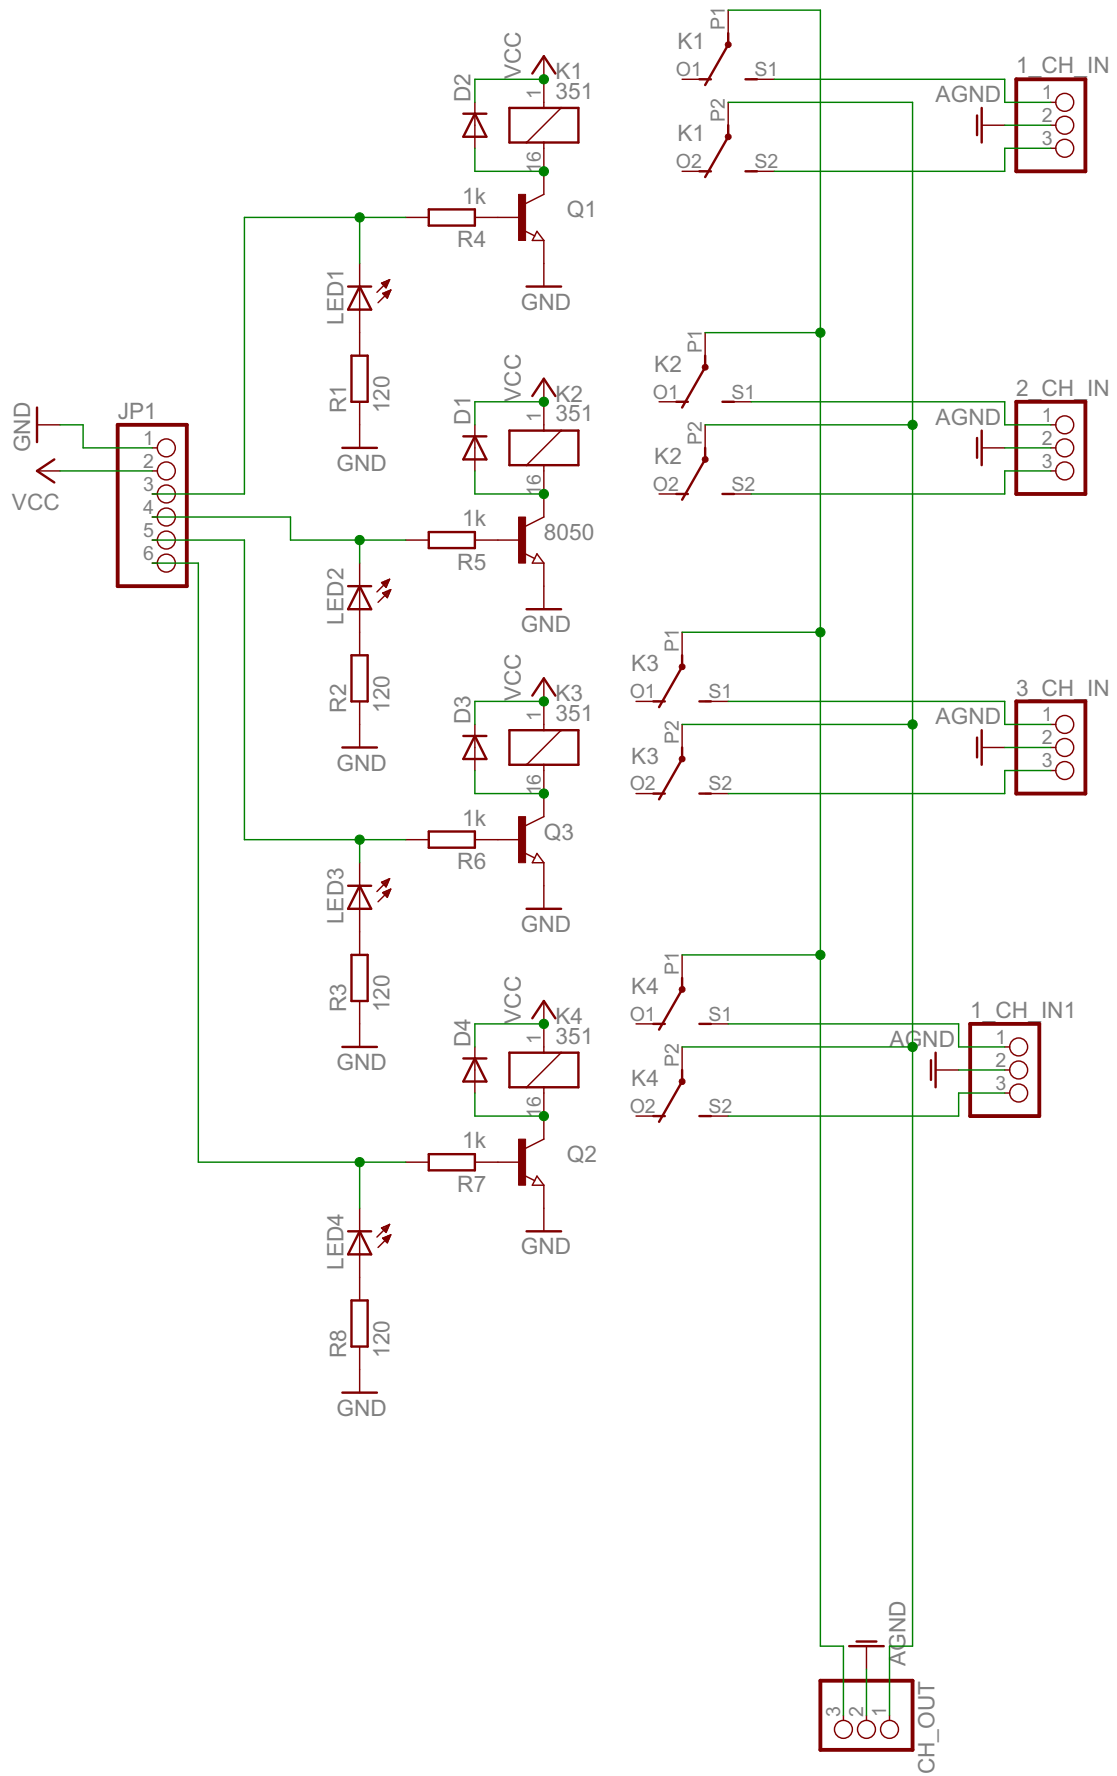 VCC
K1
351
D2
1
16
1k
R4
Q1
GND
LED1
R1
120
GND
K1
P1
O1
S1
K1
P2
O2
S2
1_CH_IN
AGND
1
2
3
GND
VCC
JP1
1
2
3
4
5
6
VCC
K2
351
D1
1
16
1k
R5
8050
GND
LED2
R2
120
GND
K2
P1
O1
S1
K2
P2
O2
S2
2_CH_IN
AGND
1
2
3
VCC
K3
351
D3
1
16
1k
R6
Q3
GND
LED3
R3
120
GND
K3
P1
O1
S1
K3
P2
O2
S2
3_CH_IN
AGND
1
2
3
VCC
K4
351
D4
1
16
1k
R7
Q2
GND
LED4
R8
120
GND
K4
P1
O1
S1
K4
P2
O2
S2
1_CH_IN1
AGND
1
2
3
AGND
3
2
1
CH_OUT